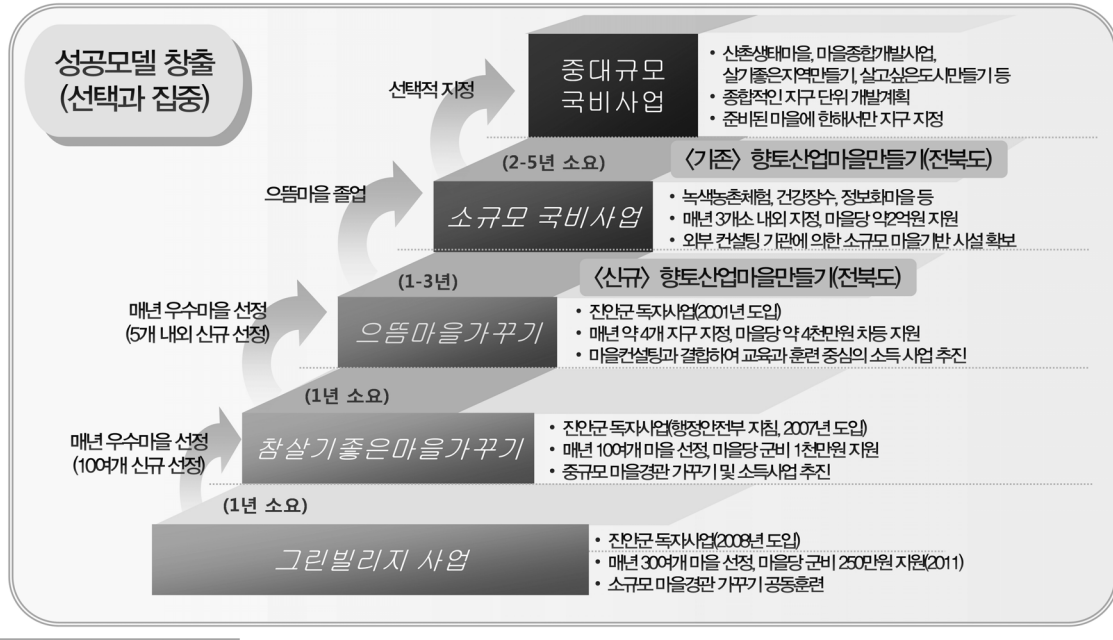 성공모델 창출
(선택과 집중)
선택적 지정
중대규모
국비사업
• 산촌생태마을, 마을종합개발사업,
살기좋은지역만들기, 살고싶은도시만들기 등
• 종합적인 지구 단위 개발계획
• 준비된 마을에 한해서만 지구 지정
(2-5년 소요)
〈기존〉 향토산업마을만들기(전북도)
으뜸마을 졸업
소규모 국비사업
• 녹색농촌체험, 건강장수, 정보화마을 등
• 매년 3개소 내외 지정, 마을당 약2억원 지원
• 외부 컨설팅 기관에 의한 소규모 마을기반 시설 확보
(1-3년)
〈신규〉 향토산업마을만들기(전북도)
매년 우수마을 선정
(5개 내외 신규 선정)
으뜸마을가꾸기
• 진안군 독자사업(2001년 도입)
• 매년 약 4개 지구 지정, 마을당 약 4천만원 차등 지원
• 마을컨설팅과 결합하여 교육과 훈련 중심의 소득 사업 추진
(1년 소요)
매년 우수마을 선정
(10여개 신규 선정)
참살기좋은마을가꾸기
• 진안군 독자사업(행정안전부 지침, 2007년 도입)
• 매년 10여개 마을 선정, 마을당 군비 1천만원 지원
• 중규모 마을경관 가꾸기 및 소득사업 추진
(1년 소요)
그린빌리지 사업
• 진안군 독자사업(2008년 도입)
• 매년 30여개 마을 선정, 마을당 군비 250만원 지원(2011)
• 소규모 마을경관 가꾸기 공동훈련